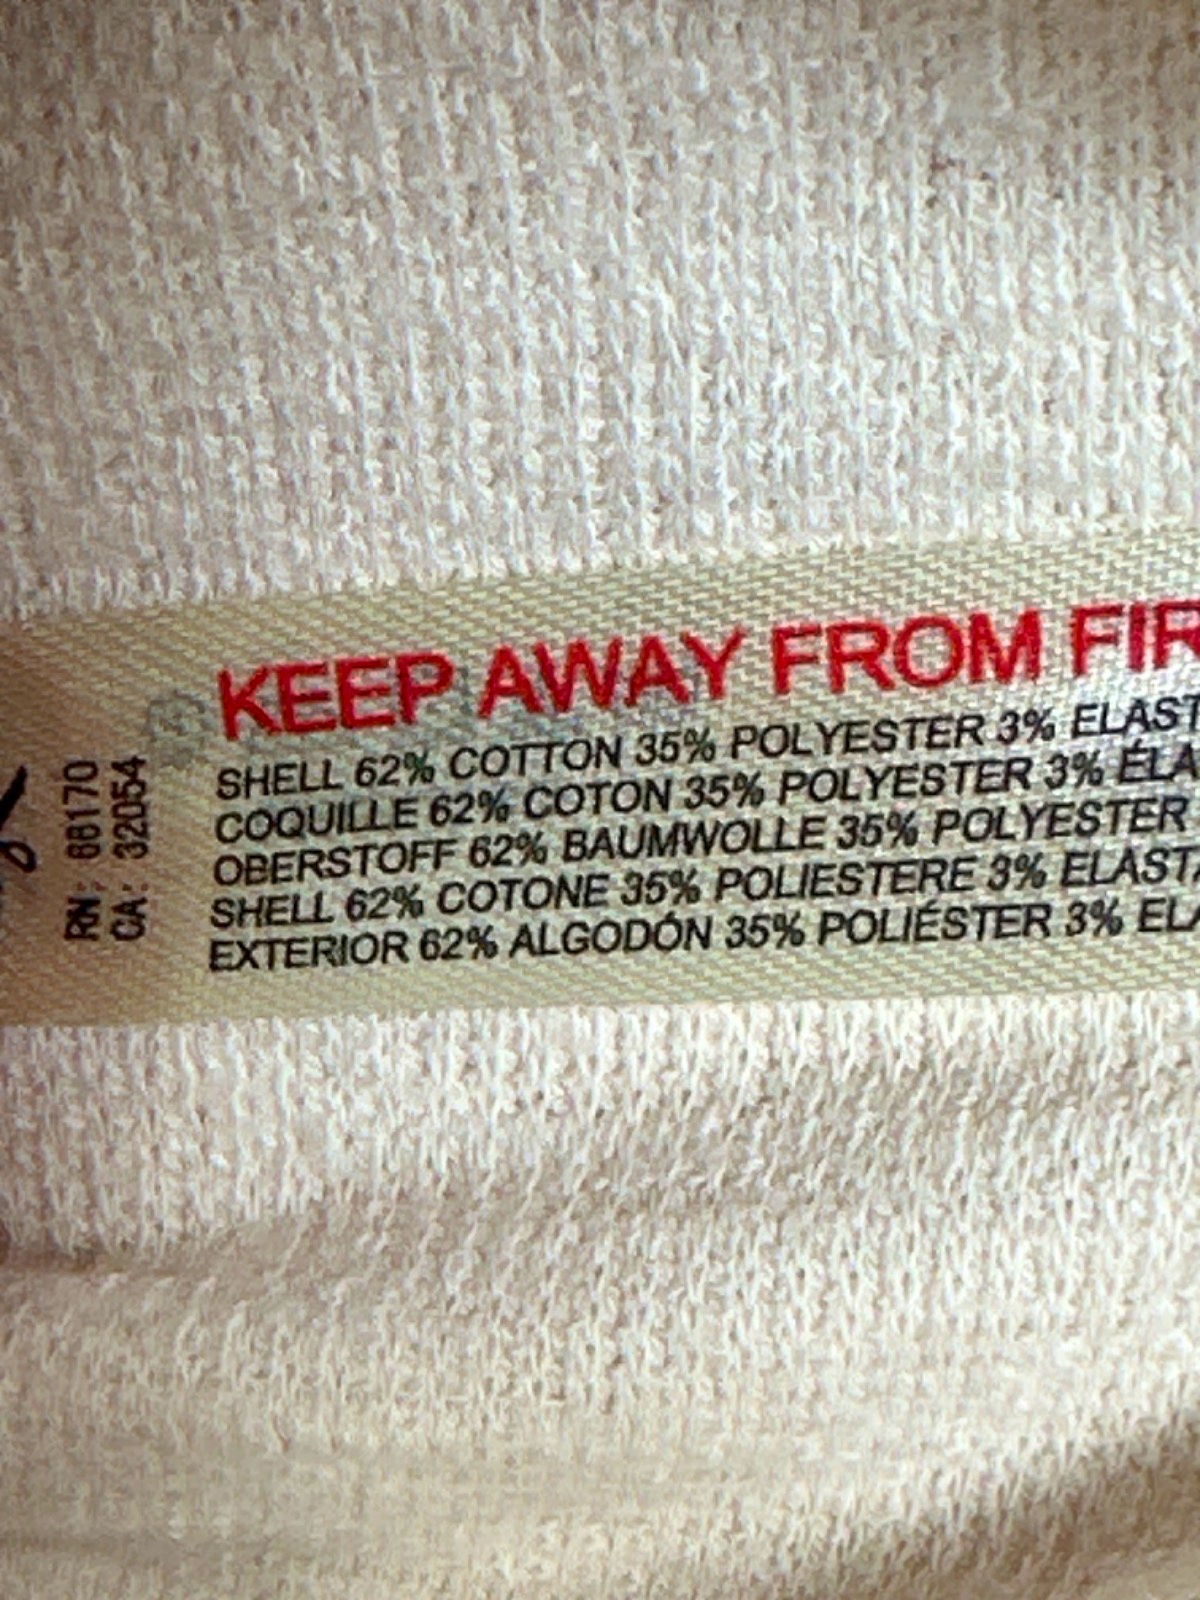 KEEP AWAY FROM FIR
SHELL 62% COTTON 35% POLYESTER 3% ELAST
COQUILLE 62% COTON 35% POLYESTER 3% ÉLA
OBERSTOFF 62% BAUMWOLLE 35% POLYESTER
SHELL 62% COTONE 35% POLIESTERE 3% ELAST
EXTERIOR 62% ALGODÓN 35% POLIÉSTER 3% ELA
RN: 68170
CA: 32054